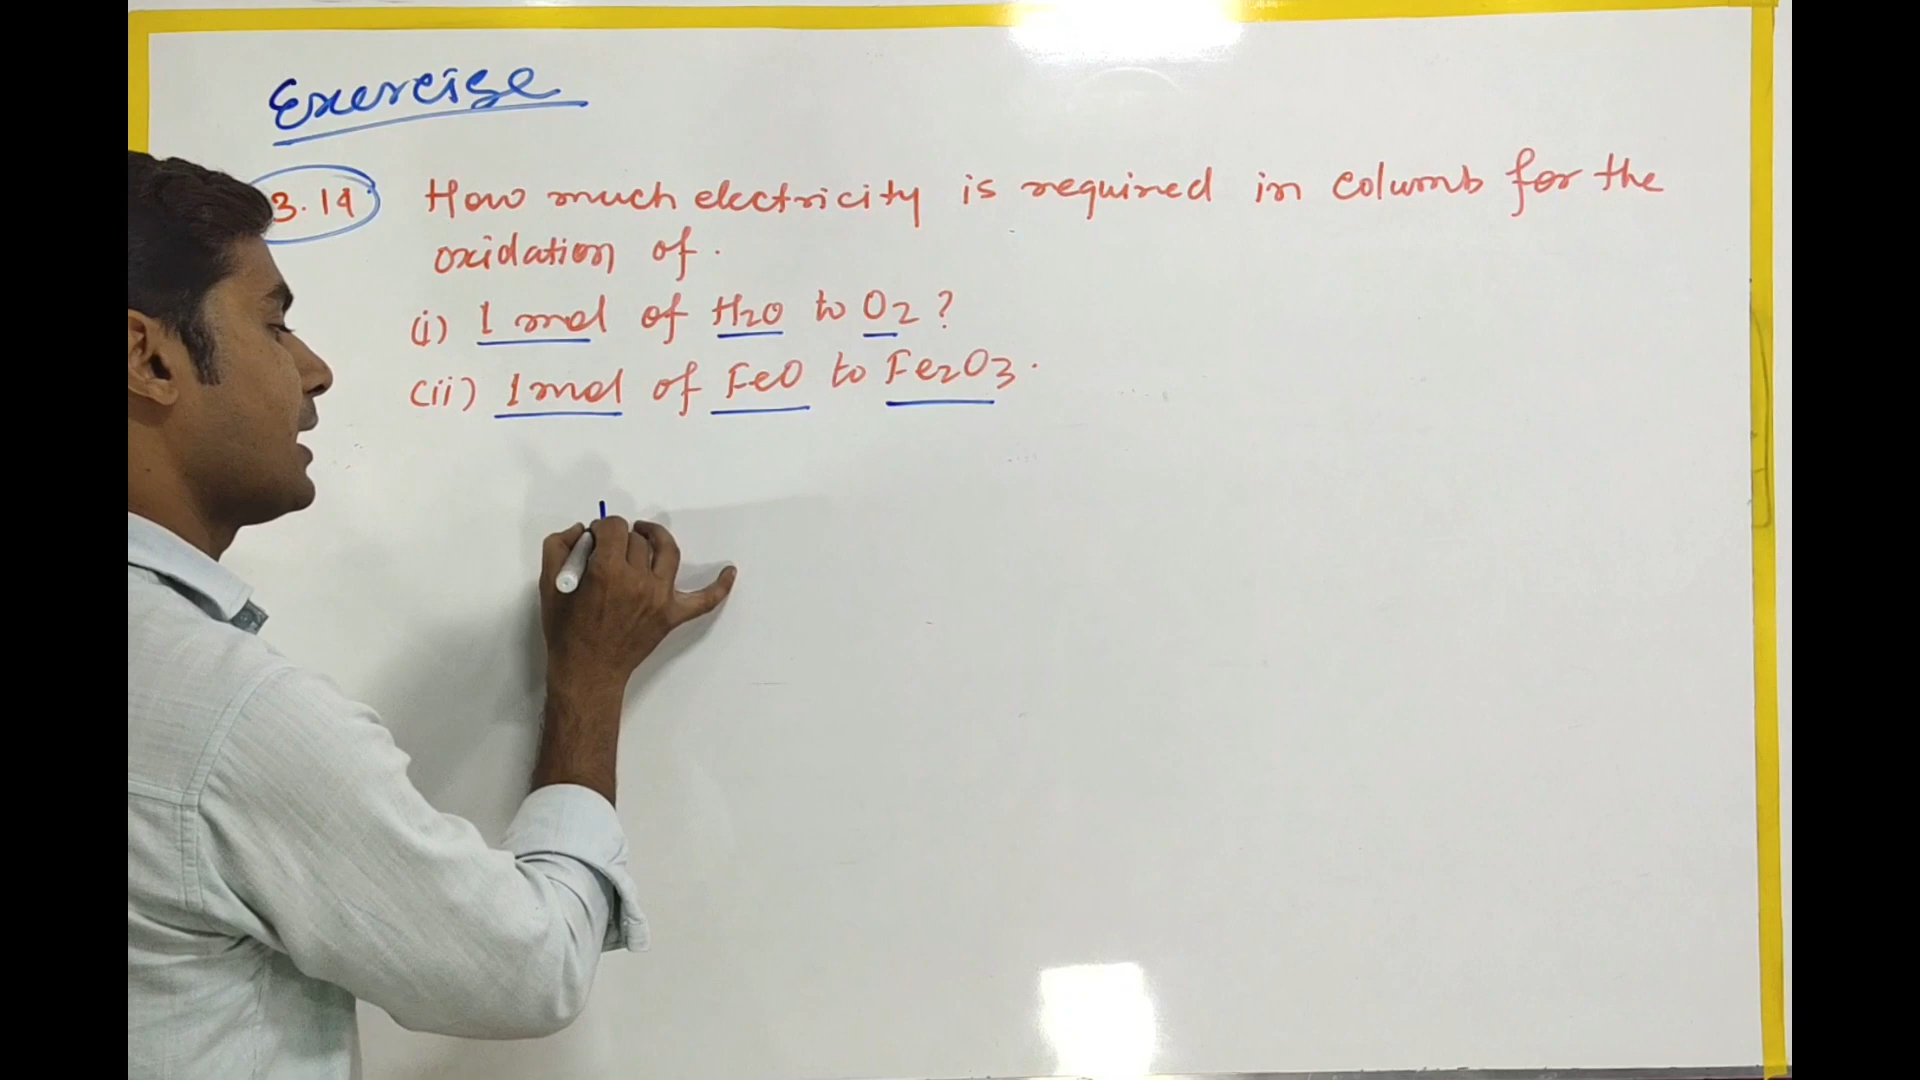 Exercise
3.14 How much electricity is required in columb for the
oxidation of.
(i) 1 mol of H2O to O2?
(ii) 1 mol of FeO to Fe2O3.